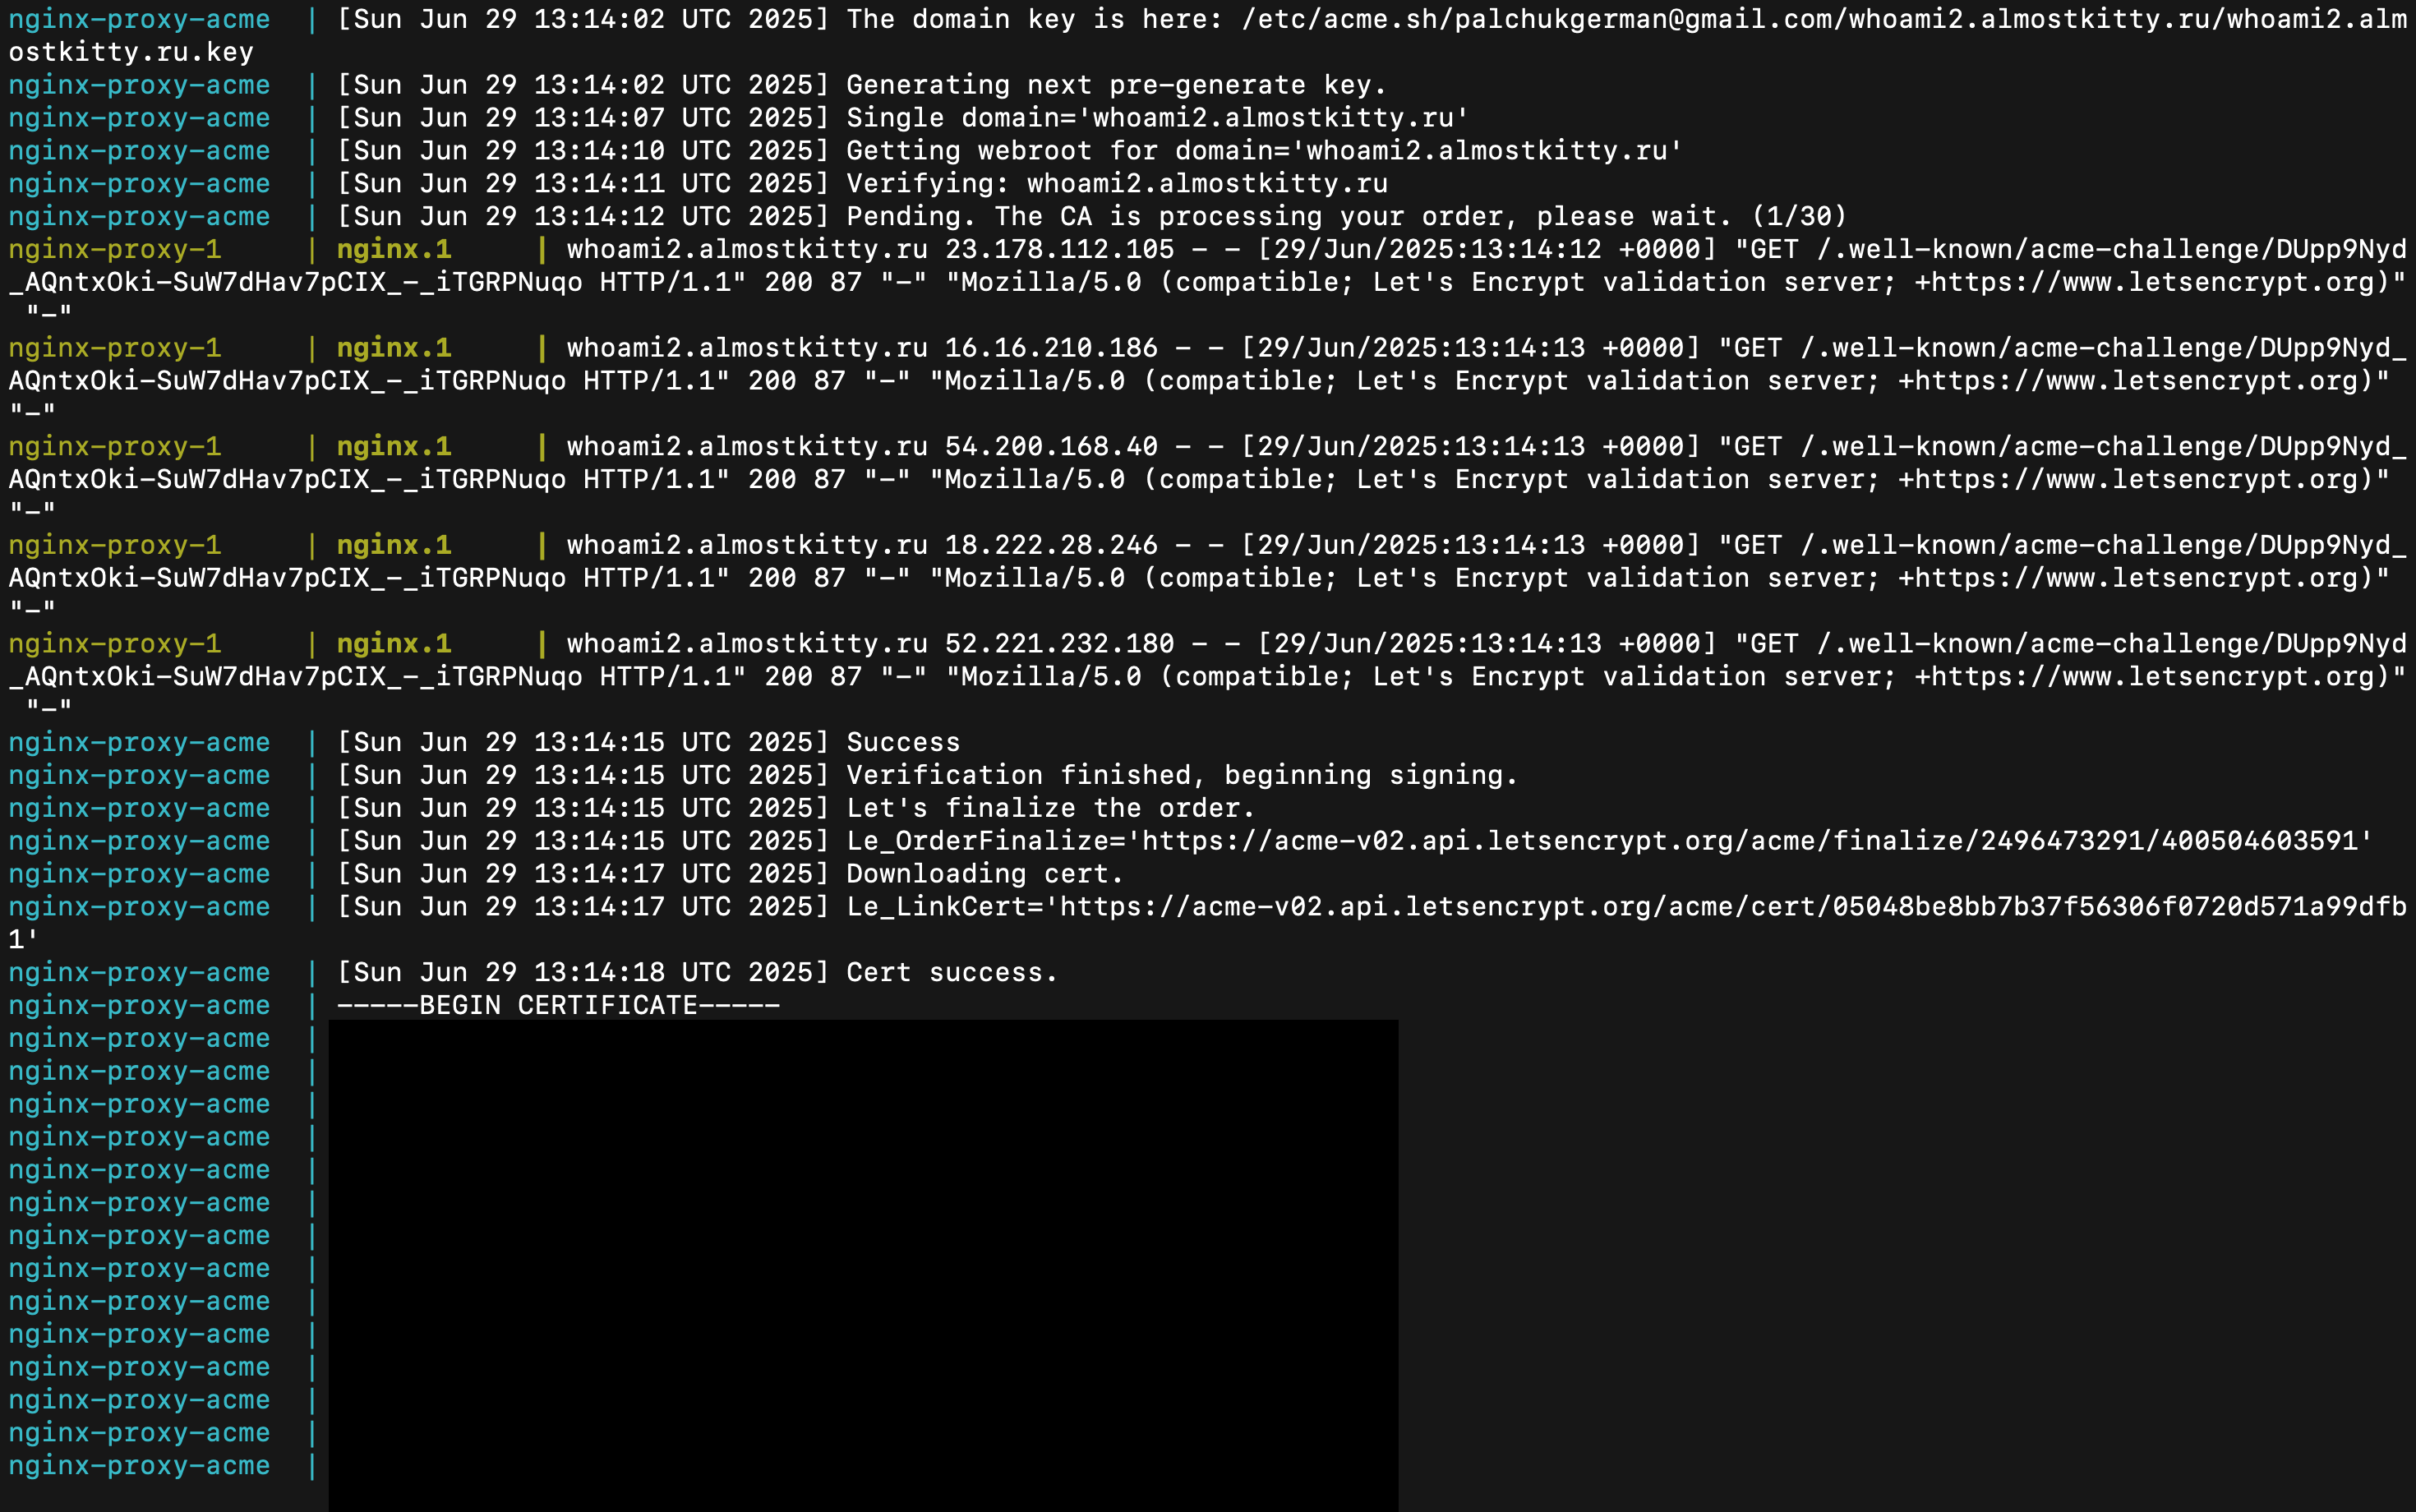 nginx-proxy-acme  | [Sun Jun 29 13:14:02 UTC 2025] The domain key is here: /etc/acme.sh/palchukgerman@gmail.com/whoami2.almostkitty.ru/whoami2.alm
ostkitty.ru.key
nginx-proxy-acme  | [Sun Jun 29 13:14:02 UTC 2025] Generating next pre-generate key.
nginx-proxy-acme  | [Sun Jun 29 13:14:07 UTC 2025] Single domain='whoami2.almostkitty.ru'
nginx-proxy-acme  | [Sun Jun 29 13:14:10 UTC 2025] Getting webroot for domain='whoami2.almostkitty.ru'
nginx-proxy-acme  | [Sun Jun 29 13:14:11 UTC 2025] Verifying: whoami2.almostkitty.ru
nginx-proxy-acme  | [Sun Jun 29 13:14:12 UTC 2025] Pending. The CA is processing your order, please wait. (1/30)
nginx-proxy-1     | nginx.1     | whoami2.almostkitty.ru 23.178.112.105 - - [29/Jun/2025:13:14:12 +0000] "GET /.well-known/acme-challenge/DUpp9Nyd
_AQntxOki-SuW7dHav7pCIX_-_iTGRPNuqo HTTP/1.1" 200 87 "-" "Mozilla/5.0 (compatible; Let's Encrypt validation server; +https://www.letsencrypt.org)"
 "-"
nginx-proxy-1     | nginx.1     | whoami2.almostkitty.ru 16.16.210.186 - - [29/Jun/2025:13:14:13 +0000] "GET /.well-known/acme-challenge/DUpp9Nyd_
AQntxOki-SuW7dHav7pCIX_-_iTGRPNuqo HTTP/1.1" 200 87 "-" "Mozilla/5.0 (compatible; Let's Encrypt validation server; +https://www.letsencrypt.org)"
"-"
nginx-proxy-1     | nginx.1     | whoami2.almostkitty.ru 54.200.168.40 - - [29/Jun/2025:13:14:13 +0000] "GET /.well-known/acme-challenge/DUpp9Nyd_
AQntxOki-SuW7dHav7pCIX_-_iTGRPNuqo HTTP/1.1" 200 87 "-" "Mozilla/5.0 (compatible; Let's Encrypt validation server; +https://www.letsencrypt.org)"
"-"
nginx-proxy-1     | nginx.1     | whoami2.almostkitty.ru 18.222.28.246 - - [29/Jun/2025:13:14:13 +0000] "GET /.well-known/acme-challenge/DUpp9Nyd_
AQntxOki-SuW7dHav7pCIX_-_iTGRPNuqo HTTP/1.1" 200 87 "-" "Mozilla/5.0 (compatible; Let's Encrypt validation server; +https://www.letsencrypt.org)"
"-"
nginx-proxy-1     | nginx.1     | whoami2.almostkitty.ru 52.221.232.180 - - [29/Jun/2025:13:14:13 +0000] "GET /.well-known/acme-challenge/DUpp9Nyd
_AQntxOki-SuW7dHav7pCIX_-_iTGRPNuqo HTTP/1.1" 200 87 "-" "Mozilla/5.0 (compatible; Let's Encrypt validation server; +https://www.letsencrypt.org)"
 "-"
nginx-proxy-acme  | [Sun Jun 29 13:14:15 UTC 2025] Success
nginx-proxy-acme  | [Sun Jun 29 13:14:15 UTC 2025] Verification finished, beginning signing.
nginx-proxy-acme  | [Sun Jun 29 13:14:15 UTC 2025] Let's finalize the order.
nginx-proxy-acme  | [Sun Jun 29 13:14:15 UTC 2025] Le_OrderFinalize='https://acme-v02.api.letsencrypt.org/acme/finalize/2496473291/400504603591'
nginx-proxy-acme  | [Sun Jun 29 13:14:17 UTC 2025] Downloading cert.
nginx-proxy-acme  | [Sun Jun 29 13:14:17 UTC 2025] Le_LinkCert='https://acme-v02.api.letsencrypt.org/acme/cert/05048be8bb7b37f56306f0720d571a99dfb
1'
nginx-proxy-acme  | [Sun Jun 29 13:14:18 UTC 2025] Cert success.
nginx-proxy-acme  | -----BEGIN CERTIFICATE-----
nginx-proxy-acme  |
nginx-proxy-acme  |
nginx-proxy-acme  |
nginx-proxy-acme  |
nginx-proxy-acme  |
nginx-proxy-acme  |
nginx-proxy-acme  |
nginx-proxy-acme  |
nginx-proxy-acme  |
nginx-proxy-acme  |
nginx-proxy-acme  |
nginx-proxy-acme  |
nginx-proxy-acme  |
nginx-proxy-acme  |